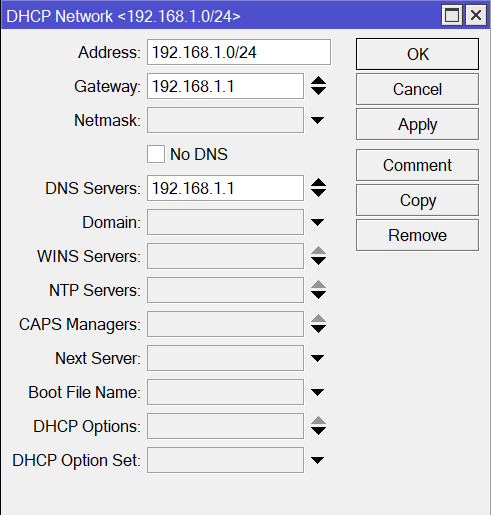 DHCP Network <192.168.1.0/24>
Address: 192.168.1.0/24
OK
Gateway: 192.168.1.1
Cancel
Netmask:
Apply
No DNS
Comment
DNS Servers: 192.168.1.1
Copy
Domain:
Remove
WINS Servers:
NTP Servers:
CAPS Managers:
Next Server:
Boot File Name:
DHCP Options:
DHCP Option Set: